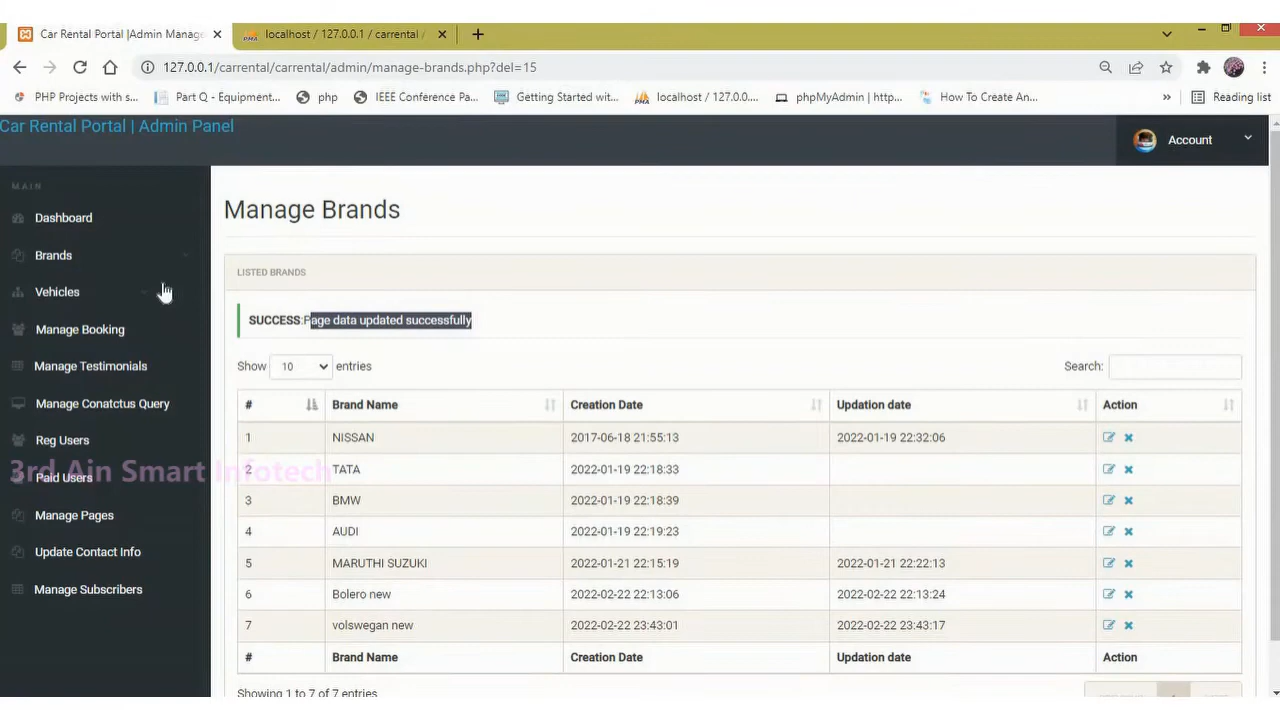 Car Rental Portal |Admin Manage
localhost / 127.0.0.1 / carrental /
127.0.0.1/carrental/carrental/admin/manage-brands.php?del=15
PHP Projects with s...
Part Q - Equipment...
php
IEEE Conference Pa...
Getting Started wit...
localhost / 127.0.0....
phpMyAdmin | http...
How To Create An...
»
Reading list
Car Rental Portal | Admin Panel
Account
MAIN
Dashboard
Brands
Vehicles
Manage Booking
Manage Testimonials
Manage Conatctus Query
Reg Users
Paid Users
Manage Pages
Update Contact Info
Manage Subscribers
3rd Ain Smart Infotech
Manage Brands
LISTED BRANDS
SUCCESS:Page data updated successfully
Show 10 entries
Search:
# Brand Name Creation Date Updation date Action
1 NISSAN 2017-06-18 21:55:13 2022-01-19 22:32:06
2 TATA 2022-01-19 22:18:33
3 BMW 2022-01-19 22:18:39
4 AUDI 2022-01-19 22:19:23
5 MARUTHI SUZUKI 2022-01-21 22:15:19 2022-01-21 22:22:13
6 Bolero new 2022-02-22 22:13:06 2022-02-22 22:13:24
7 volswegan new 2022-02-22 23:43:01 2022-02-22 23:43:17
# Brand Name Creation Date Updation date Action
Showing 1 to 7 of 7 entries